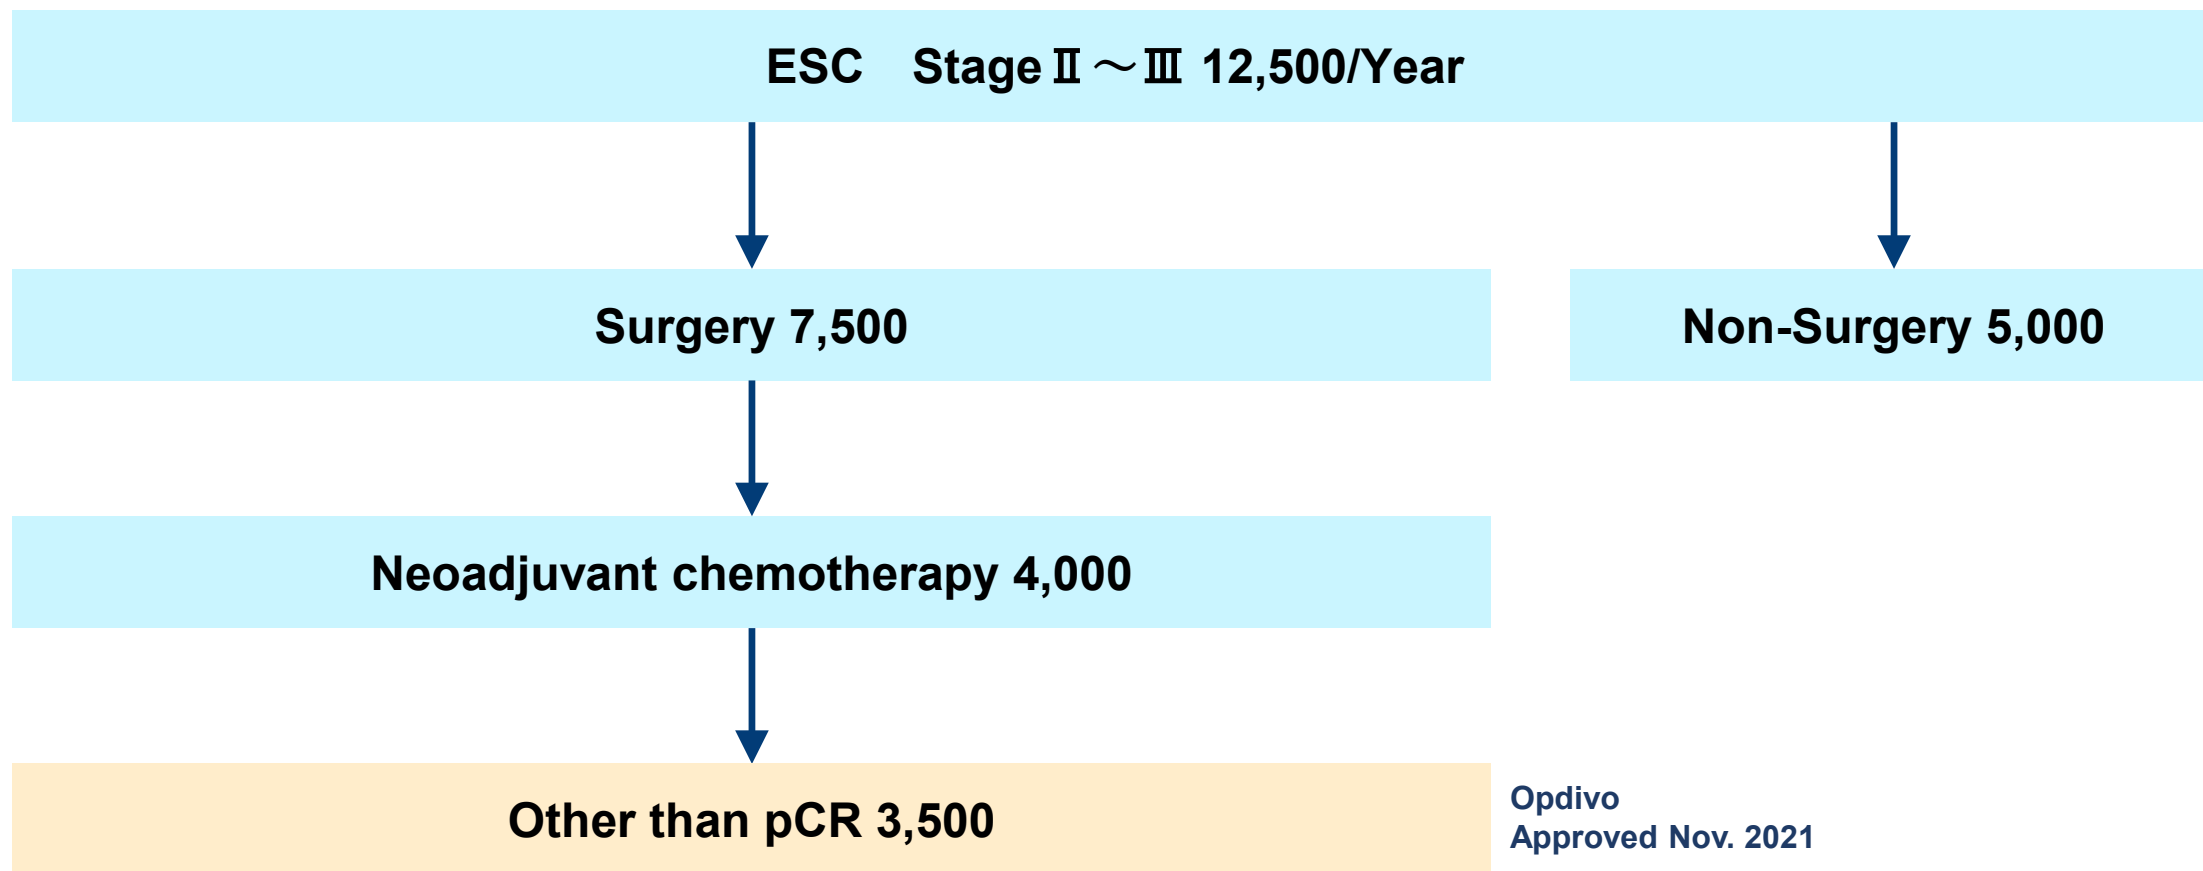 ESC　StageⅡ～Ⅲ 12,500/Year
Surgery 7,500
Non-Surgery 5,000
Neoadjuvant chemotherapy 4,000
Other than pCR 3,500
Opdivo
Approved Nov. 2021